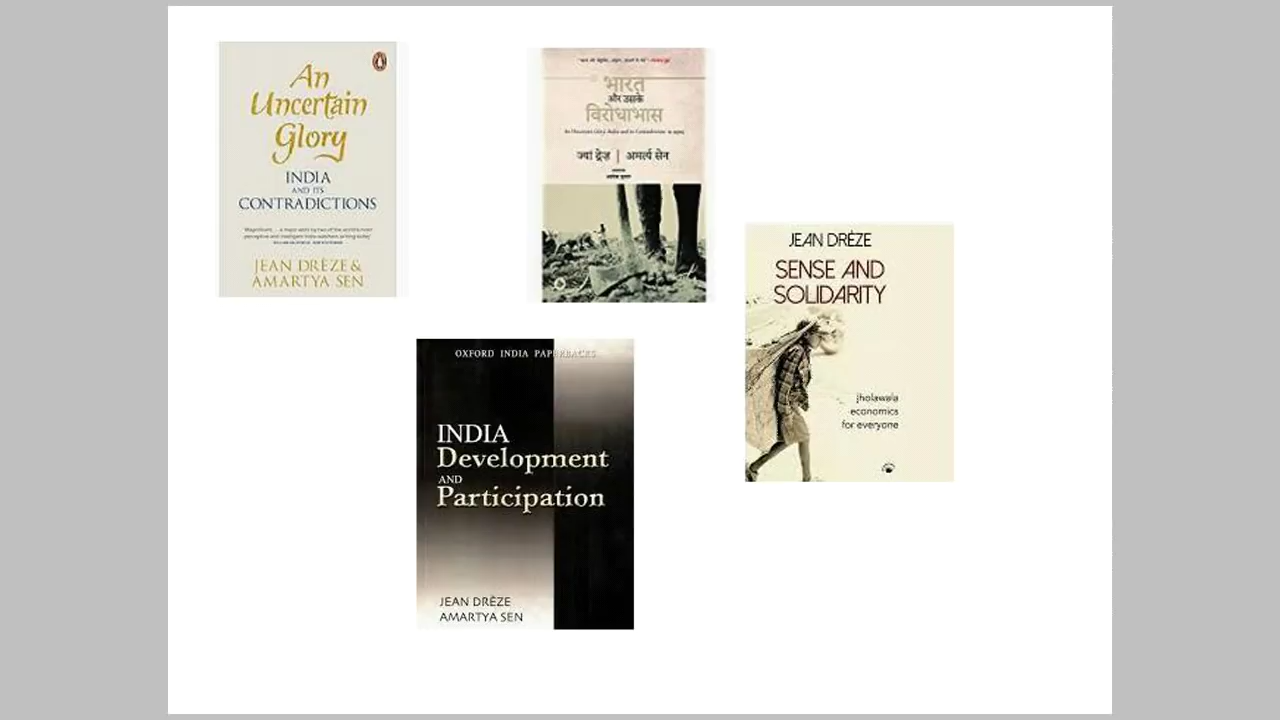 An
Uncertain
Glory
INDIA
AND ITS
CONTRADICTIONS
JEAN DRÈZE &
AMARTYA SEN
भारत
और उसके
विरोधाभास
ज्यां द्रेज़ | अमर्त्य सेन
JEAN DRÈZE
SENSE AND
SOLIDARITY
jholawala
economics
for everyone
OXFORD INDIA PAPERBACKS
INDIA
Development
AND
Participation
JEAN DRÈZE
AMARTYA SEN